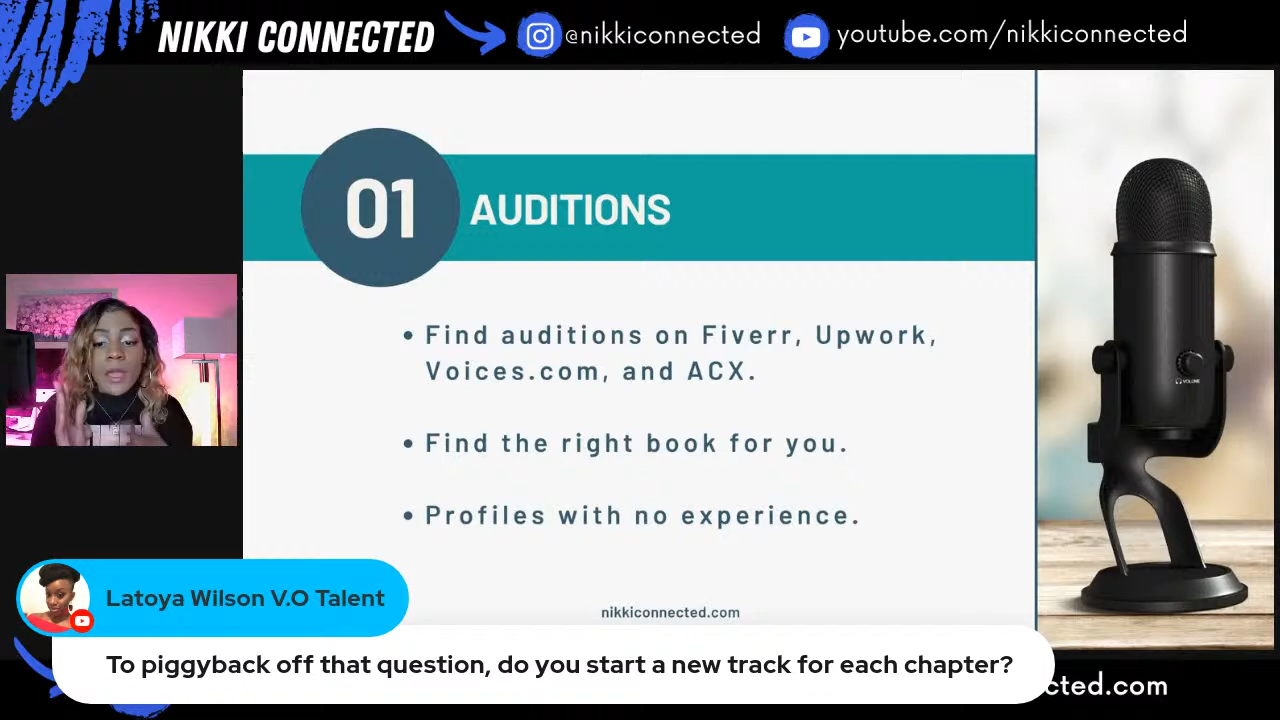 NIKKI CONNECTED
@nikkiconnected
youtube.com/nikkiconnected
01
AUDITIONS
• Find auditions on Fiverr, Upwork,
Voices.com, and ACX.
• Find the right book for you.
• Profiles with no experience.
VOLUME
nikkiconnected.com
Latoya Wilson V.O Talent
To piggyback off that question, do you start a new track for each chapter?
cted.com